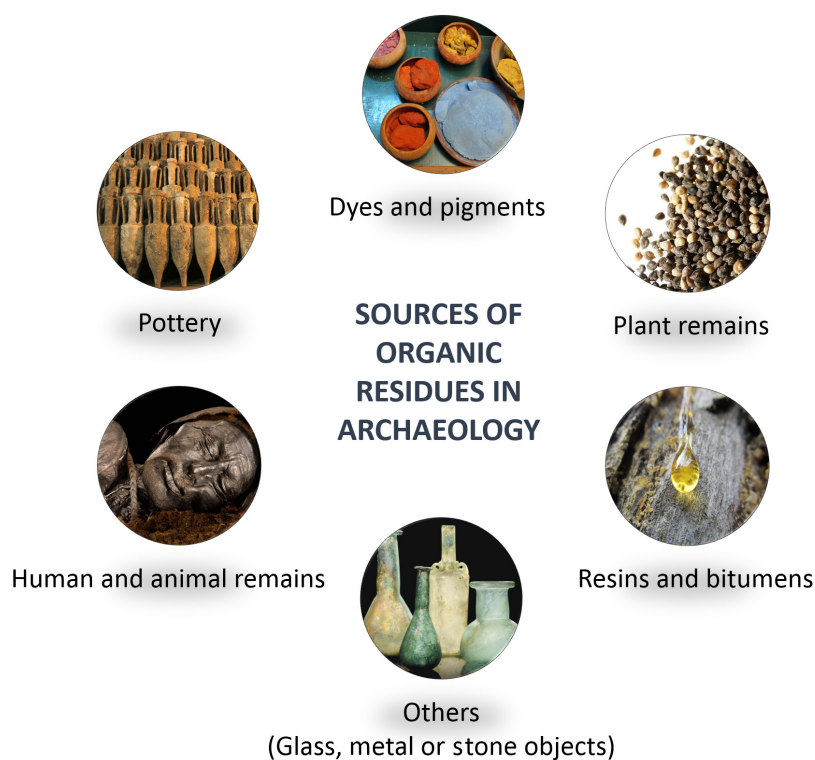 Dyes and pigments
Pottery
Plant remains
SOURCES OF
ORGANIC
RESIDUES IN
ARCHAEOLOGY
Human and animal remains
Resins and bitumens
Others
(Glass, metal or stone objects)